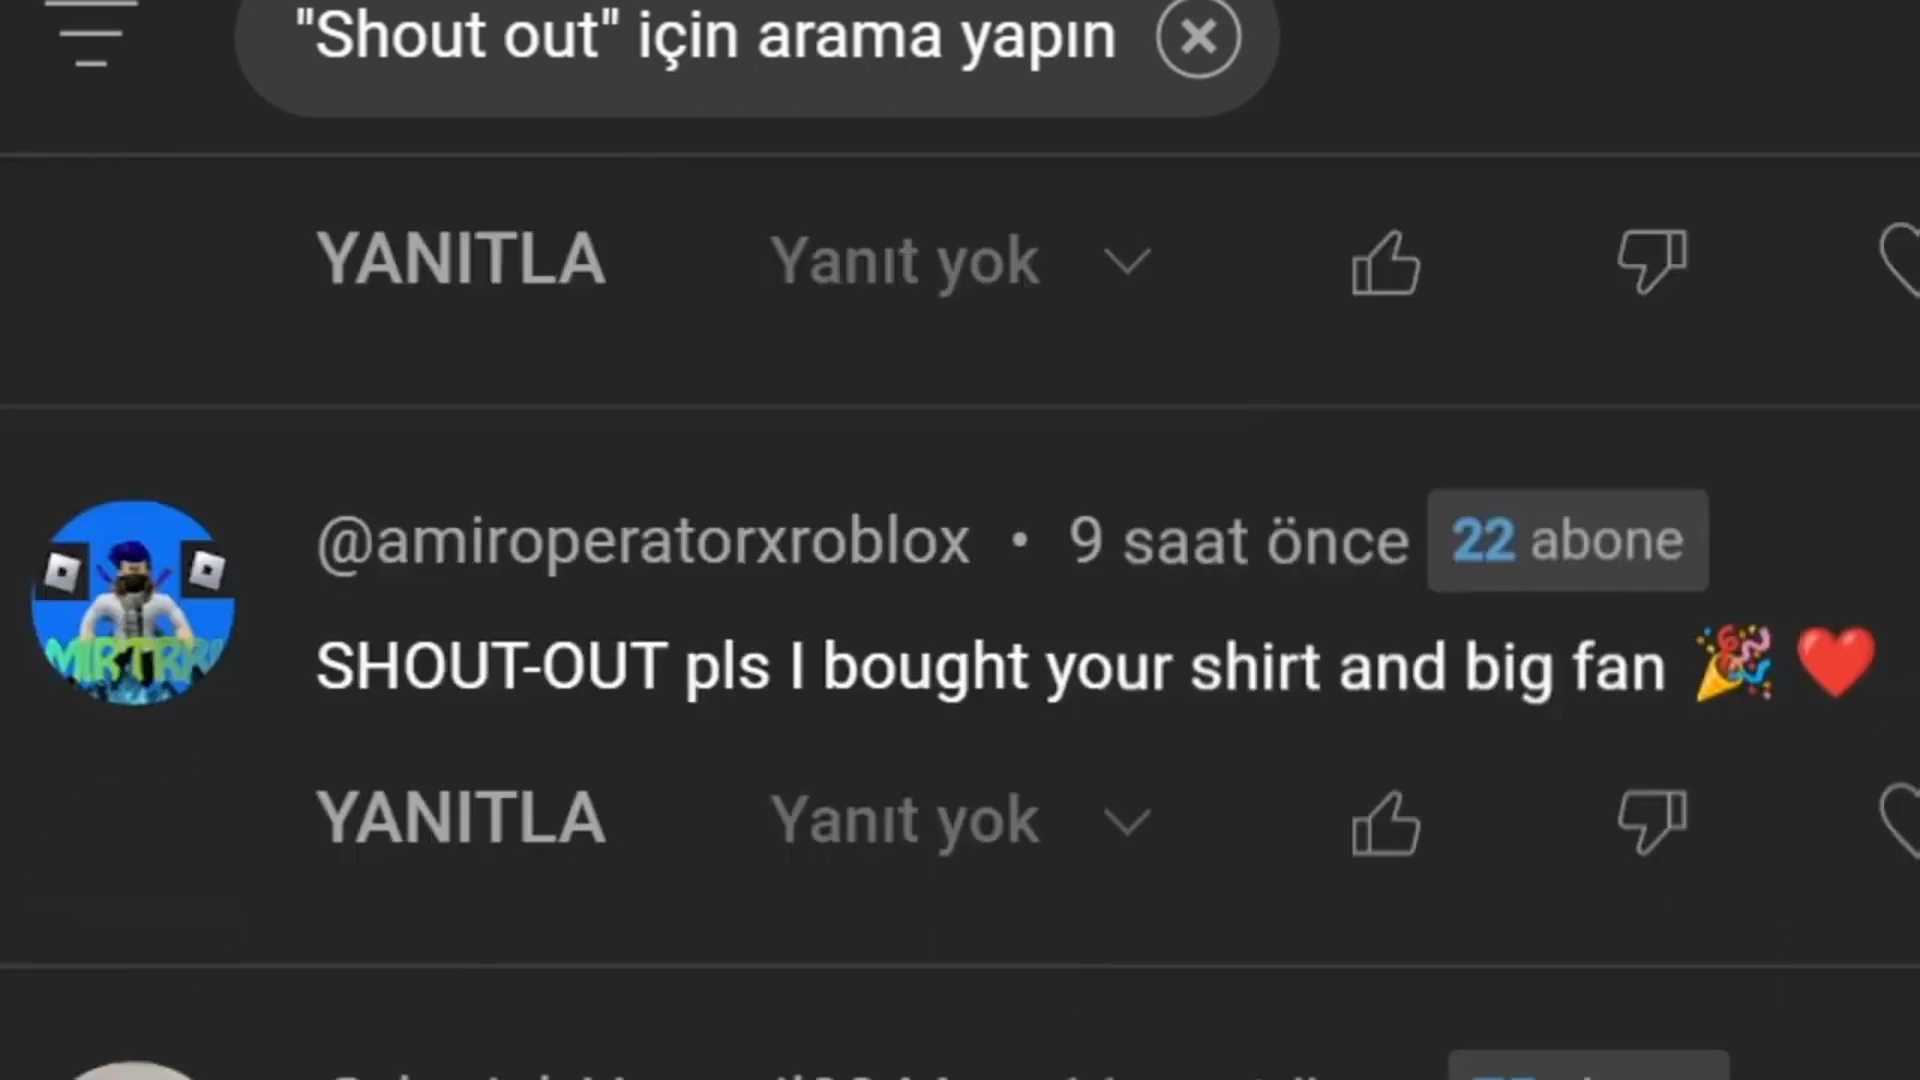 "Shout out" için arama yapın
YANITLA Yanıt yok
@amiroperatorxroblox • 9 saat önce 22 abone
SHOUT-OUT pls I bought your shirt and big fan 🎉 ❤️
YANITLA Yanıt yok